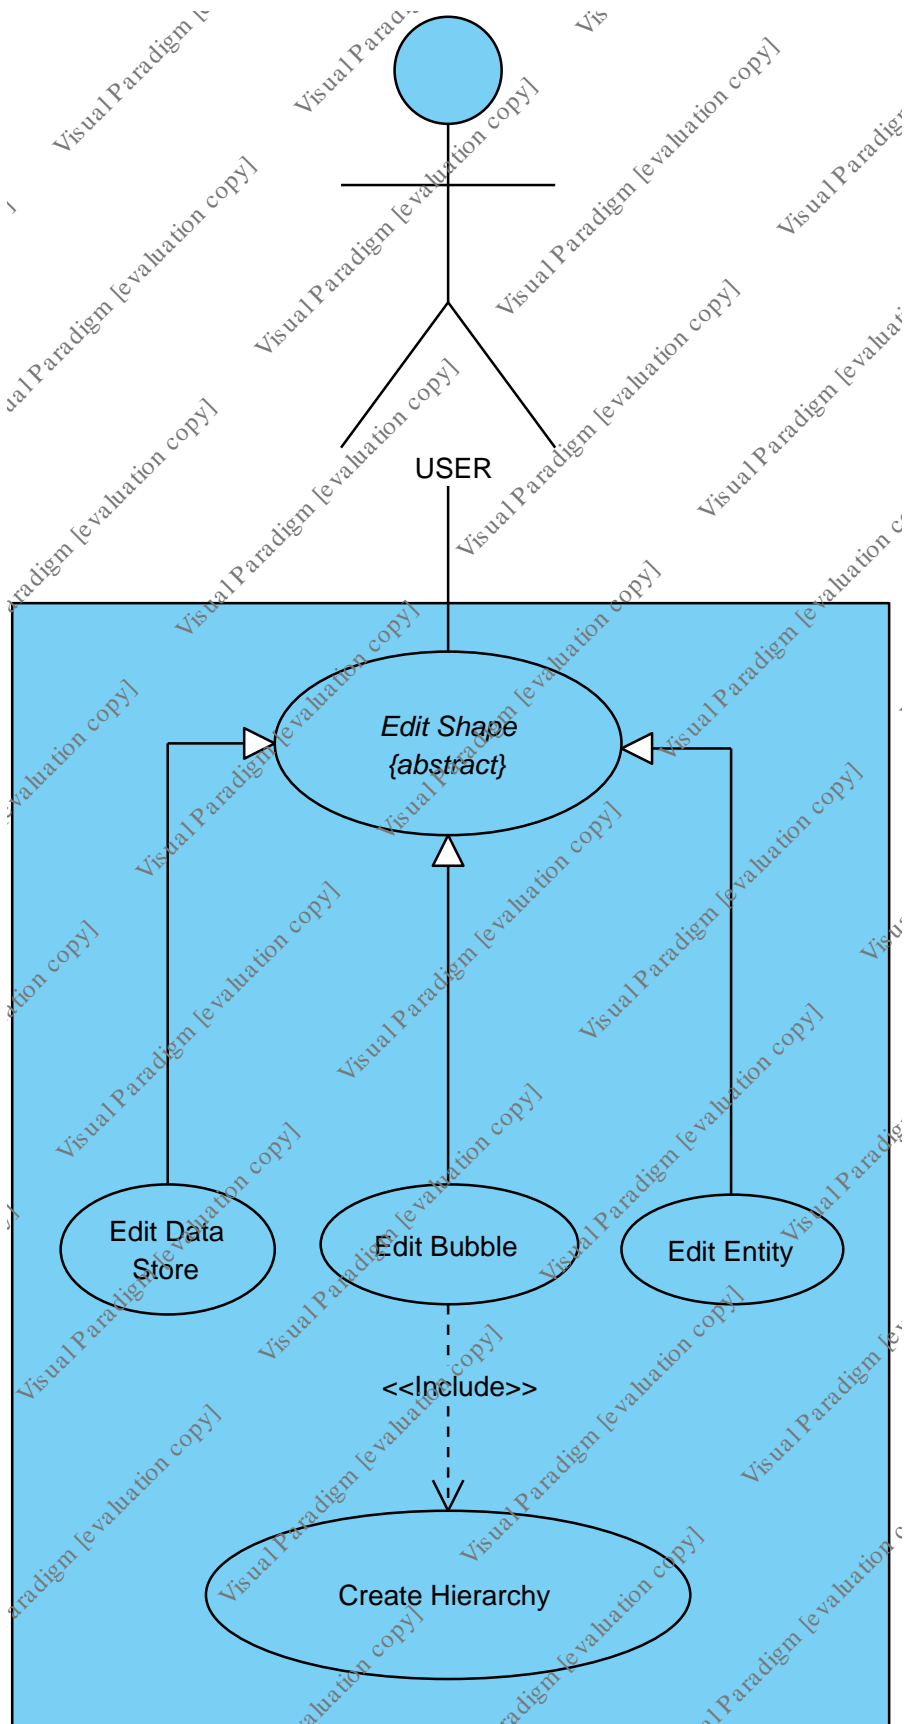 USER
Edit Shape
{abstract}
Edit Data
Store
Edit Bubble
Edit Entity
<<Include>>
Create Hierarchy
Visual Paradigm [evaluation copy]